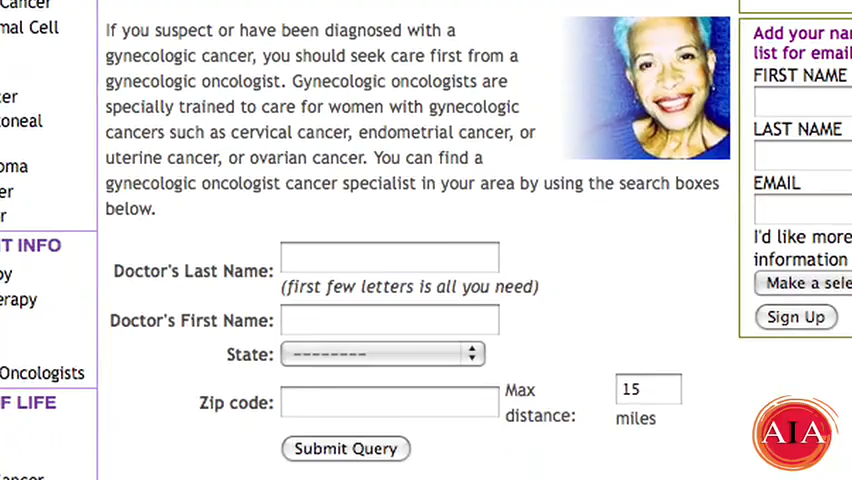 Cancer
mal Cell
cer
toneal
oma
er
r
T INFO
py
erapy
Oncologists
F LIFE
Cancer
If you suspect or have been diagnosed with a
gynecologic cancer, you should seek care first from a
gynecologic oncologist. Gynecologic oncologists are
specially trained to care for women with gynecologic
cancers such as cervical cancer, endometrial cancer, or
uterine cancer, or ovarian cancer. You can find a
gynecologic oncologist cancer specialist in your area by using the search boxes
below.
Doctor's Last Name:
(first few letters is all you need)
Doctor's First Name:
State: --------
Zip code:
Max
distance:
15
miles
Submit Query
Add your nar
list for email
FIRST NAME
LAST NAME
EMAIL
I'd like more
information
Make a sele
Sign Up
AIA